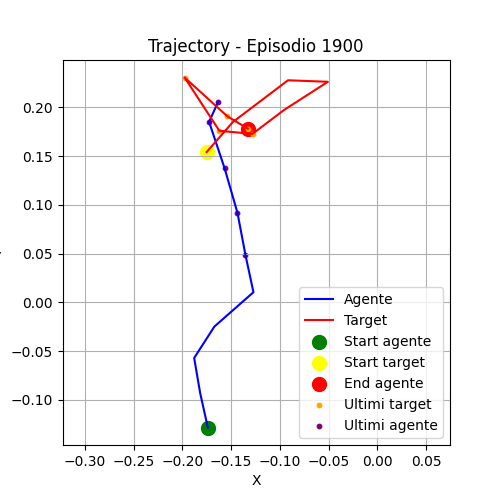 Trajectory - Episodio 1900
0.20
0.15
0.10
0.05
0.00
−0.05
−0.10
−0.30 −0.25 −0.20 −0.15 −0.10 −0.05 0.00 0.05
X
Agente
Target
Start agente
Start target
End agente
Ultimi target
Ultimi agente